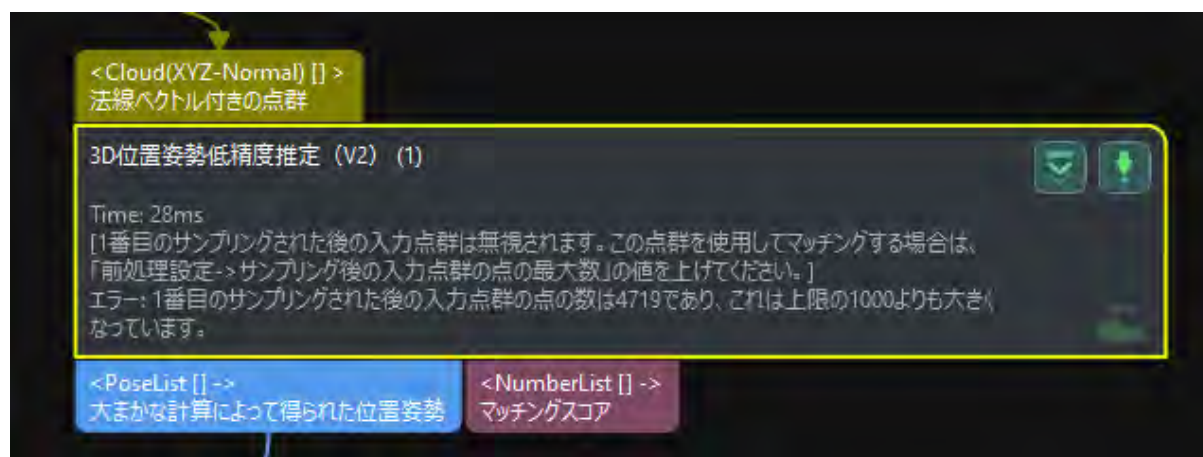 <Cloud(XYZ-Normal) [] >
法線ベクトル付きの点群
3D位置姿勢低精度推定（V2） (1)
Time: 28ms
[1番目のサンプリングされた後の入力点群は無視されます。この点群を使用してマッチングする場合は、
「前処理設定->サンプリング後の入力点群の点の最大数」の値を上げてください。]
エラー: 1番目のサンプリングされた後の入力点群の点の数は4719であり、これは上限の1000よりも大きく
なっています。
<PoseList [] ->
大まかな計算によって得られた位置姿勢
<NumberList [] ->
マッチングスコア